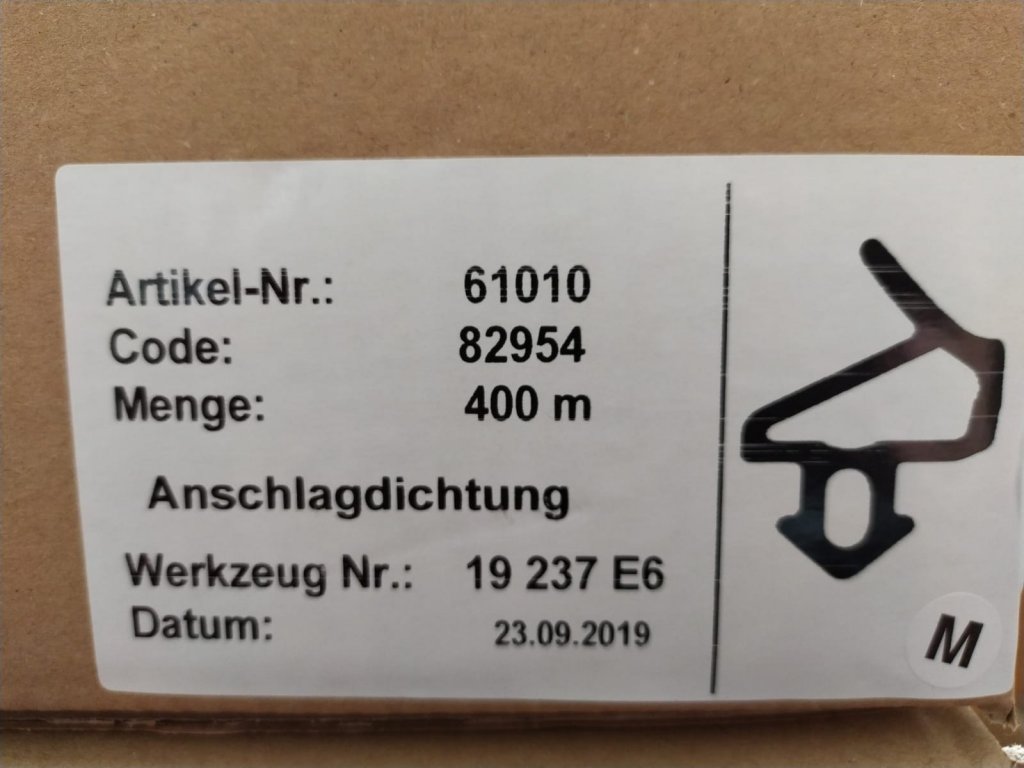 Artikel-Nr.: 61010
Code: 82954
Menge: 400 m
Anschlagdichtung
Werkzeug Nr.: 19 237 E6
Datum: 23.09.2019
M